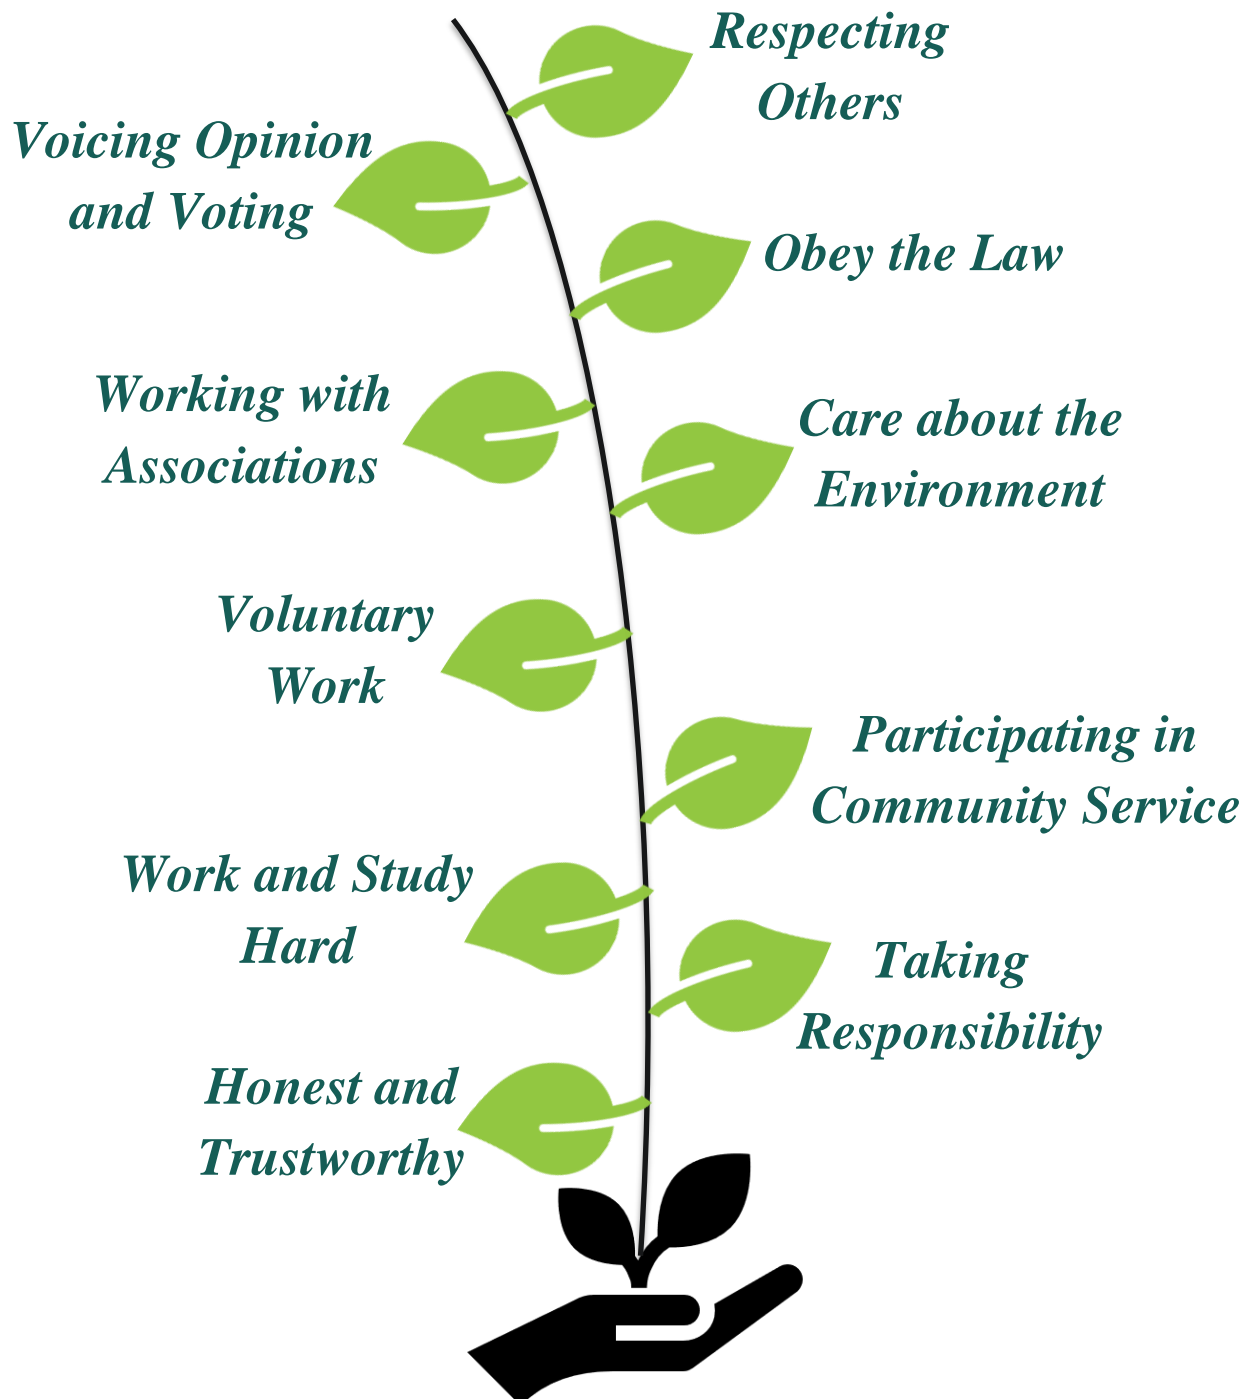 Respecting
Others
Voicing Opinion
and Voting
Obey the Law
Working with
Associations
Care about the
Environment
Voluntary
Work
Participating in
Community Service
Work and Study
Hard
Taking
Responsibility
Honest and
Trustworthy